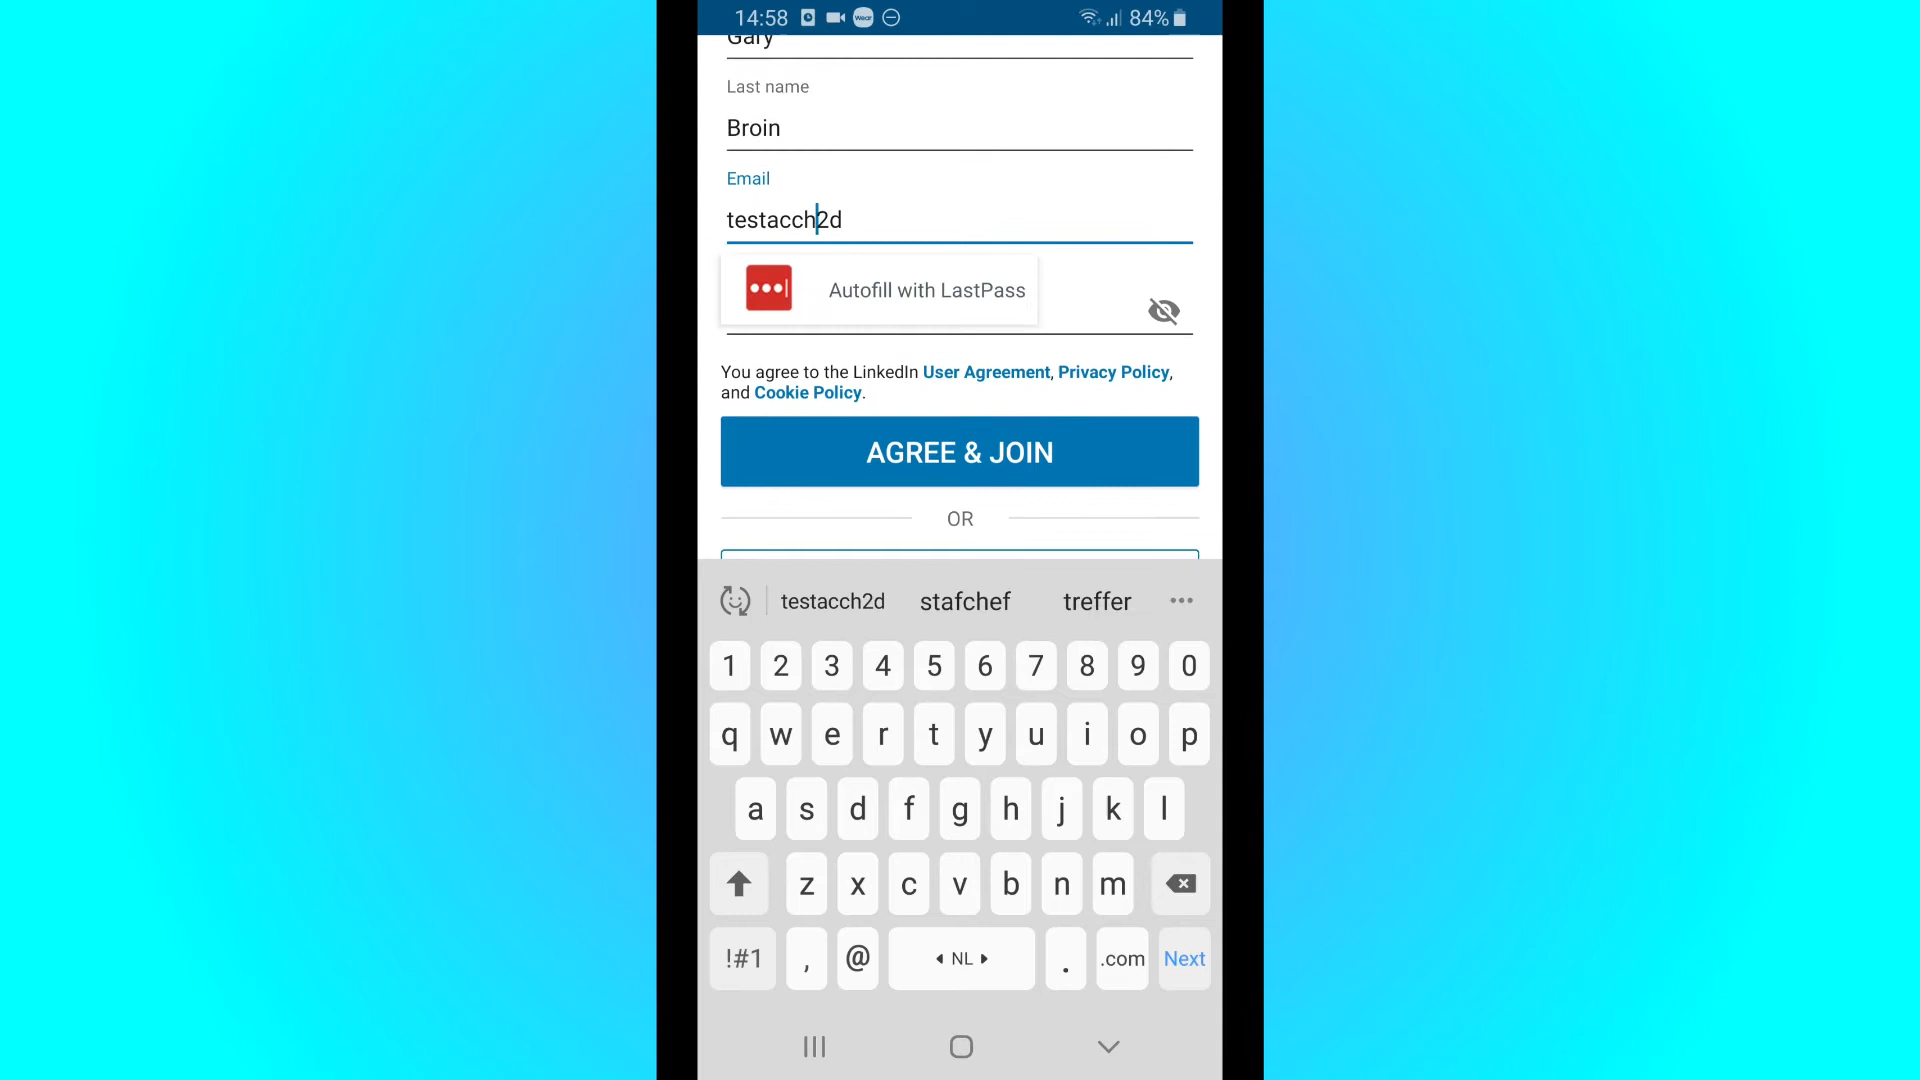 14:58 wear 84%
Gary
Last name
Broin
Email
testacch2d
Autofill with LastPass
You agree to the LinkedIn User Agreement, Privacy Policy,
and Cookie Policy.
AGREE & JOIN
OR
testacch2d stafchef treffer ...
1 2 3 4 5 6 7 8 9 0
q w e r t y u i o p
a s d f g h j k l
z x c v b n m
!#1 , @ NL . .com Next